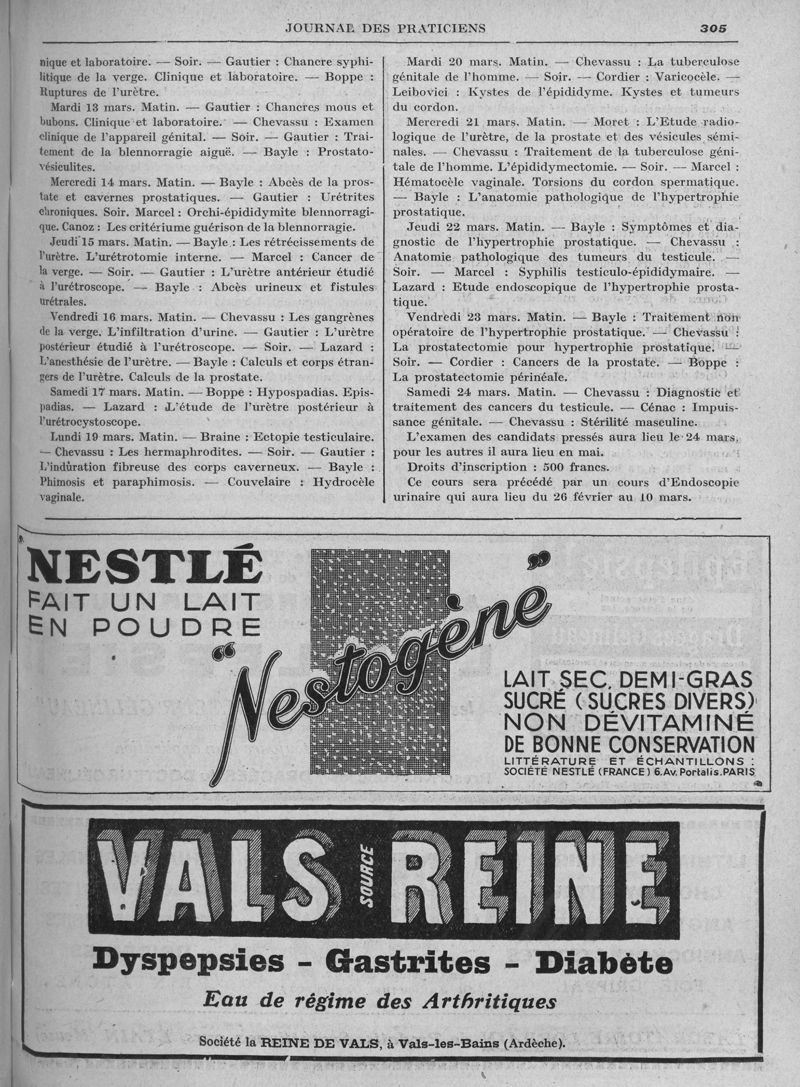 JOURNAL DES PRATICIENS 305
nique et laboratoire. — Soir. — Gautier : Chancre syphi-
litique de la verge. Clinique et laboratoire. — Boppe :
Ruptures de l'urètre.
Mardi 13 mars. Matin. — Gautier : Chancres mous et
bubons. Clinique et laboratoire. — Chevassu : Examen
clinique de l'appareil génital. — Soir. — Gautier : Trai-
tement de la blennorragie aiguë. — Bayle : Prostato-
vésiculites.
Mercredi 14 mars. Matin. — Bayle : Abcès de la pros-
tate et cavernes prostatiques. — Gautier : Urétrites
chroniques. Soir. Marcel : Orchi-épididymite blennorragi-
que. Canoz : Les critériums guérison de la blennorragie.
Jeudi 15 mars. Matin. — Bayle : Les rétrécissements de
l'urètre. L'urétrotomie interne. — Marcel : Cancer de
la verge. — Soir. — Gautier : L'urètre antérieur étudié
à l'urétroscope. — Bayle : Abcès urineux et fistules
urétrales.
Vendredi 16 mars. Matin. — Chevassu : Les gangrènes
de la verge. L'infiltration d'urine. — Gautier : L'urètre
postérieur étudié à l'urétroscope. — Soir. — Lazard :
L'anesthésie de l'urètre. — Bayle : Calculs et corps étran-
gers de l'urètre. Calculs de la prostate.
Samedi 17 mars. Matin. — Boppe : Hypospadias. Epis-
padias. — Lazard : L'étude de l'urètre postérieur à
l'urétrocystoscope.
Lundi 19 mars. Matin. — Braine : Ectopie testiculaire.
— Chevassu : Les hermaphrodites. — Soir. — Gautier :
L'induration fibreuse des corps caverneux. — Bayle :
Phimosis et paraphimosis. — Couvelaire : Hydrocèle
vaginale.
Mardi 20 mars. Matin. — Chevassu : La tuberculose
génitale de l'homme. — Soir. — Cordier : Varicocèle. —
Leibovici : Kystes de l'épididyme. Kystes et tumeurs
du cordon.
Mercredi 21 mars. Matin. — Moret : L'Etude radio-
logique de l'urètre, de la prostate et des vésicules sémi-
nales. — Chevassu : Traitement de la tuberculose géni-
tale de l'homme. L'épididymectomie. — Soir. — Marcel :
Hématocèle vaginale. Torsions du cordon spermatique.
— Bayle : L'anatomie pathologique de l'hypertrophie
prostatique.
Jeudi 22 mars. Matin. — Bayle : Symptômes et dia-
gnostic de l'hypertrophie prostatique. — Chevassu :
Anatomie pathologique des tumeurs du testicule. —
Soir. — Marcel : Syphilis testiculo-épididymaire. —
Lazard : Etude endoscopique de l'hypertrophie prosta-
tique.
Vendredi 23 mars. Matin. — Bayle : Traitement non
opératoire de l'hypertrophie prostatique. — Chevassu :
La prostatectomie pour hypertrophie prostatique. —
Soir. — Cordier : Cancers de la prostate. — Boppe :
La prostatectomie périnéale.
Samedi 24 mars. Matin. — Chevassu : Diagnostic et
traitement des cancers du testicule. — Cénac : Impuis-
sance génitale. — Chevassu : Stérilité masculine.
L'examen des candidats pressés aura lieu le 24 mars,
pour les autres il aura lieu en mai.
Droits d'inscription : 500 francs.
Ce cours sera précédé par un cours d'Endoscopie
urinaire qui aura lieu du 26 février au 10 mars.
NESTLÉ
FAIT UN LAIT
EN POUDRE
"Nestogène"
LAIT SEC, DEMI-GRAS
SUCRÉ (SUCRES DIVERS)
NON DÉVITAMINÉ
DE BONNE CONSERVATION
LITTÉRATURE ET ÉCHANTILLONS :
SOCIÉTÉ NESTLÉ (FRANCE) 6. Av. Portalis. PARIS
VALS SOURCE REINE
Dyspepsies - Gastrites - Diabète
Eau de régime des Arthritiques
Société la REINE DE VALS, à Vals-les-Bains (Ardèche).